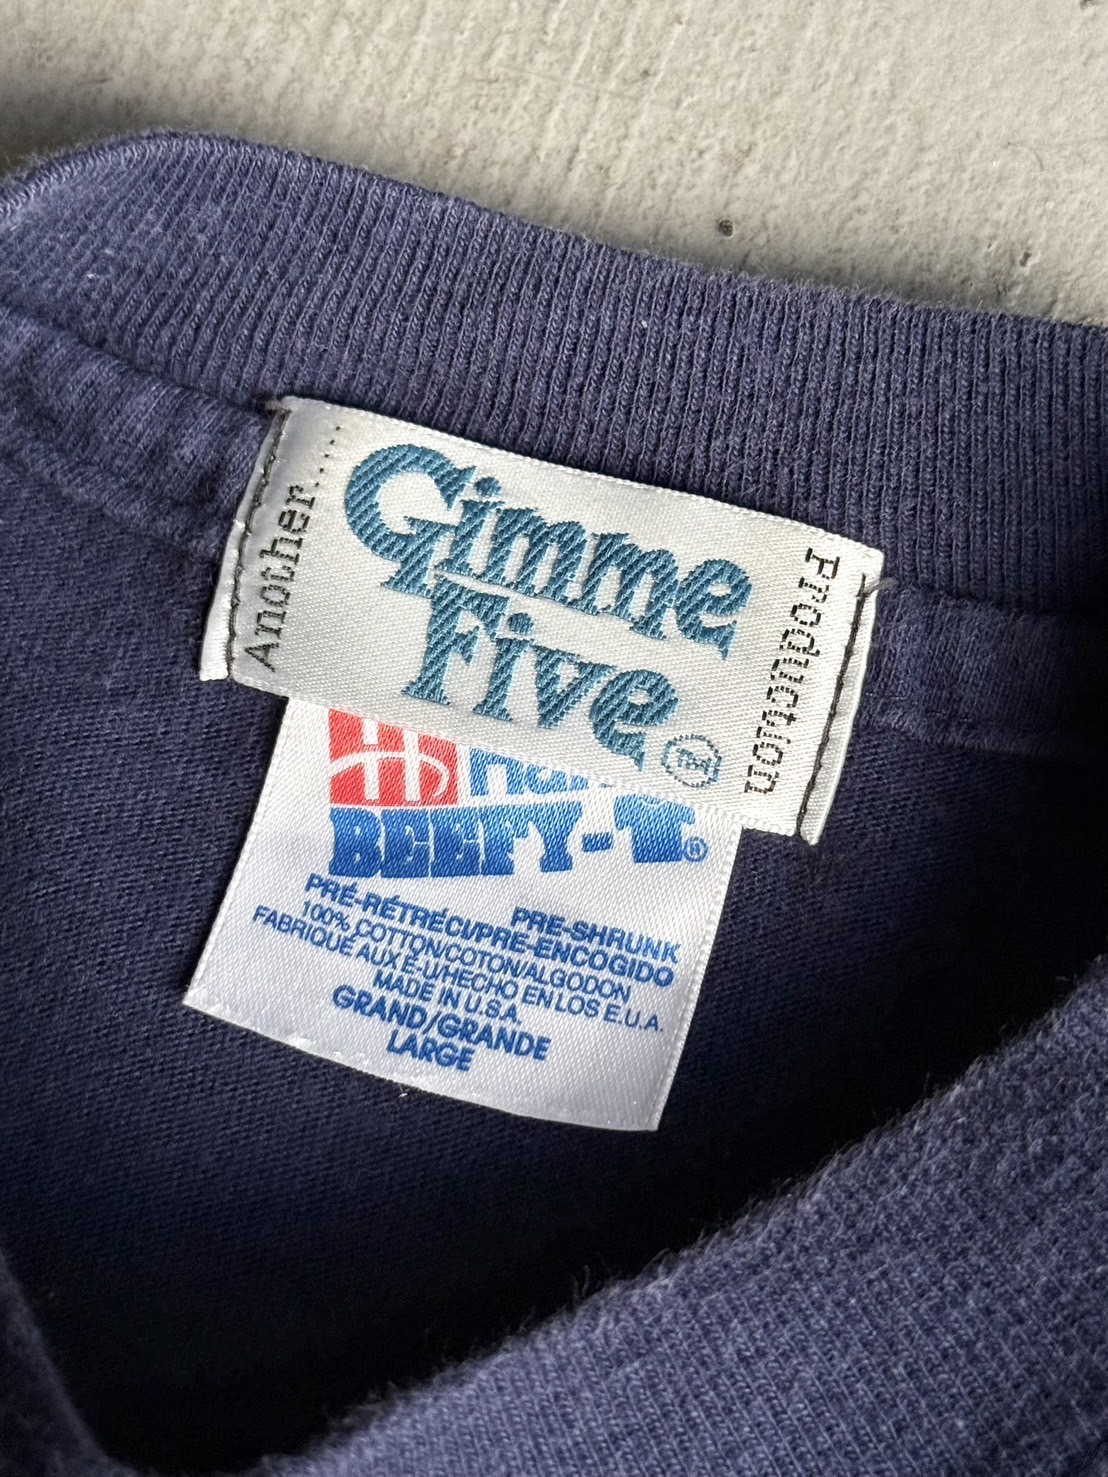 Another.....
Gimme
Five
®
Production
BEEFY-T®
PRE-SHRUNK
PRÉ-RÉTRÉCI/PRE-ENCOGIDO
100% COTTON/COTON/ALGODON
FABRIQUÉ AUX É-U/HECHO EN LOS E.U.A.
MADE IN U.S.A.
GRAND/GRANDE
LARGE